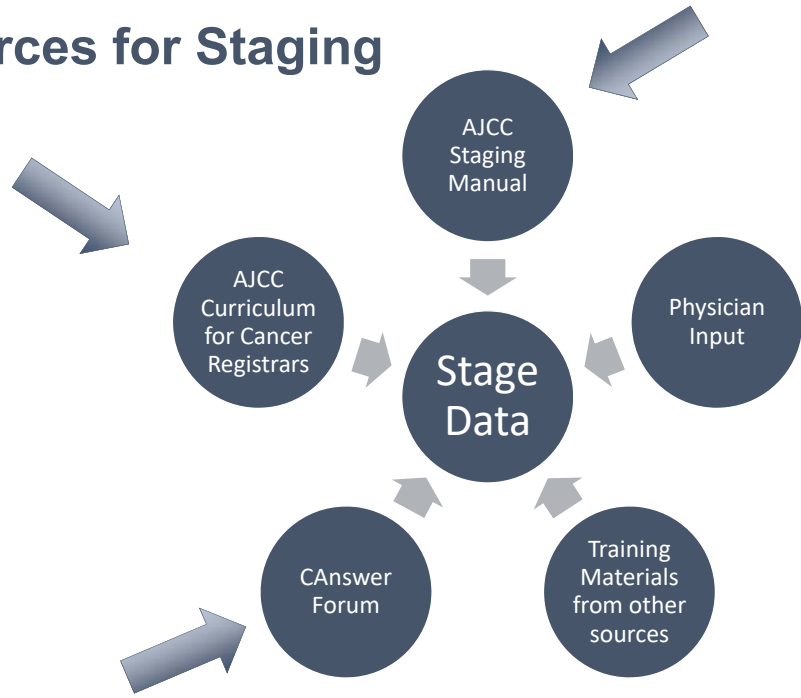 rces for Staging
AJCC
Staging
Manual
AJCC
Curriculum
for Cancer
Registrars
Physician
Input
Stage
Data
CAnswer
Forum
Training
Materials
from other
sources